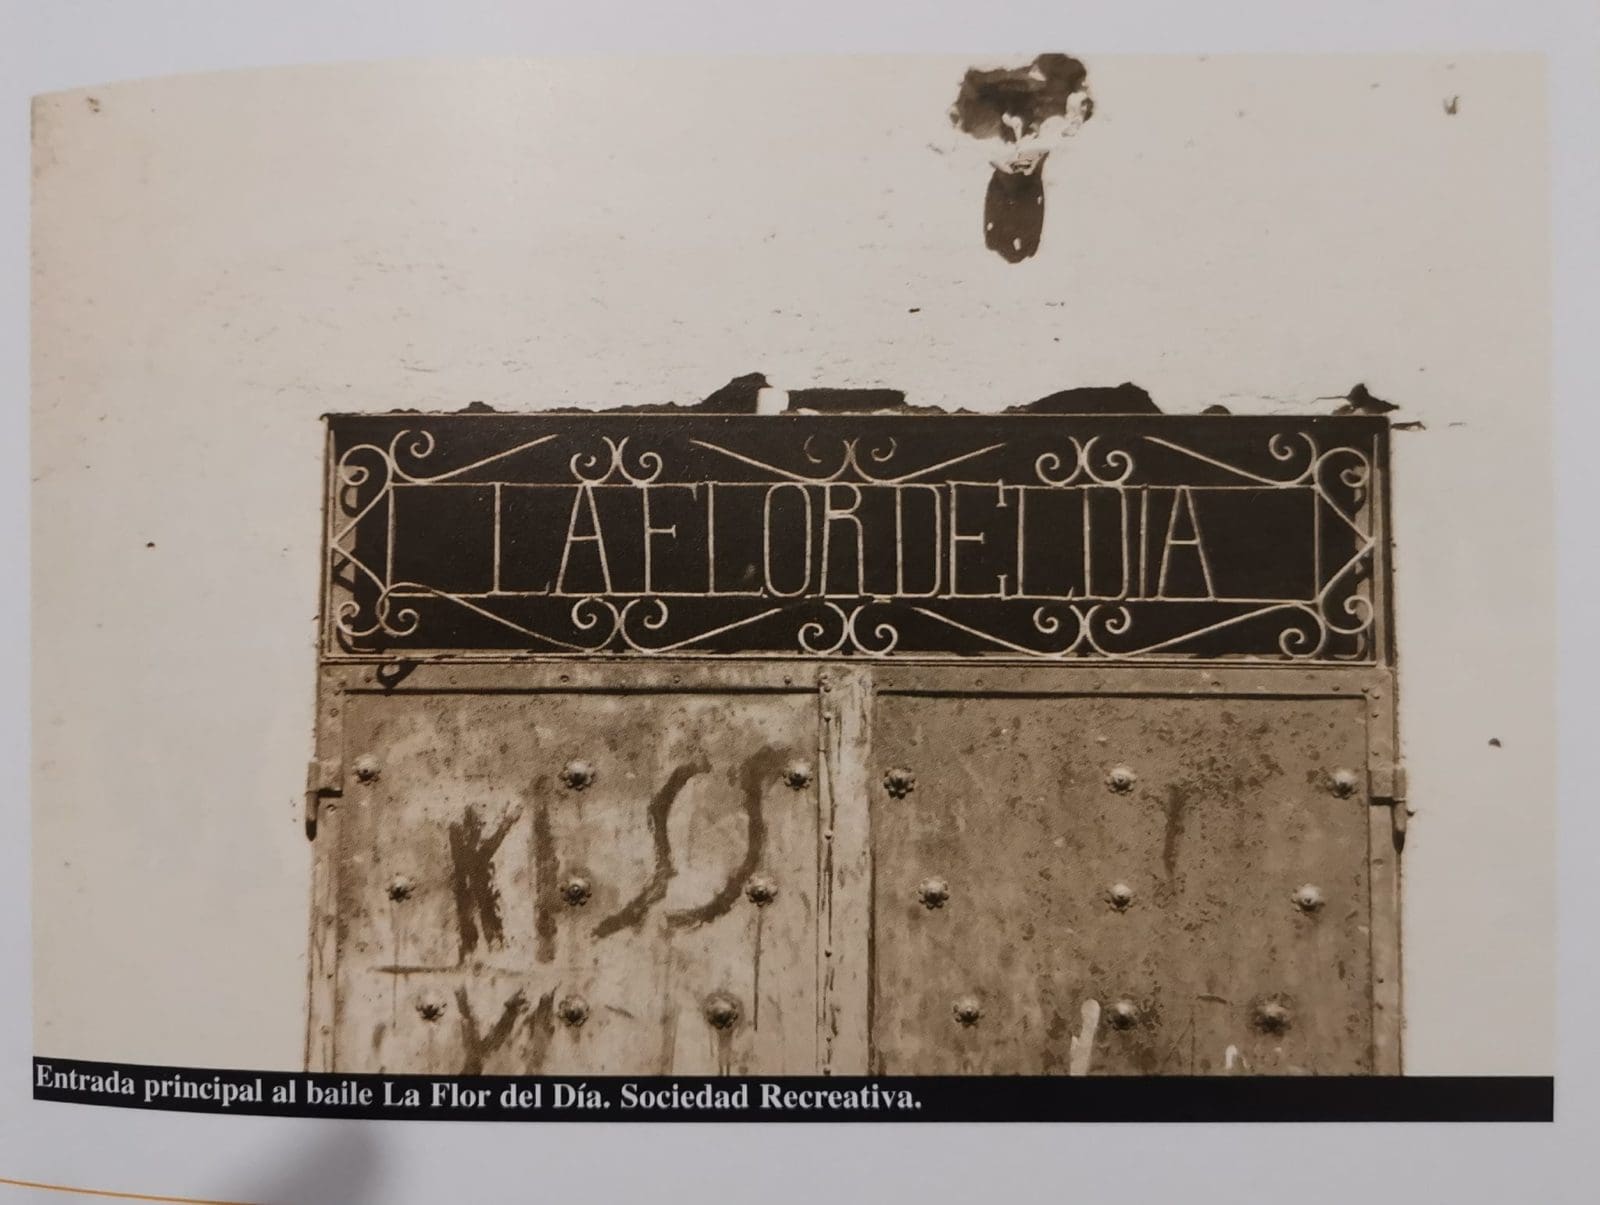 LA FLOR DEL DIA
KISS
Entrada principal al baile La Flor del Día. Sociedad Recreativa.